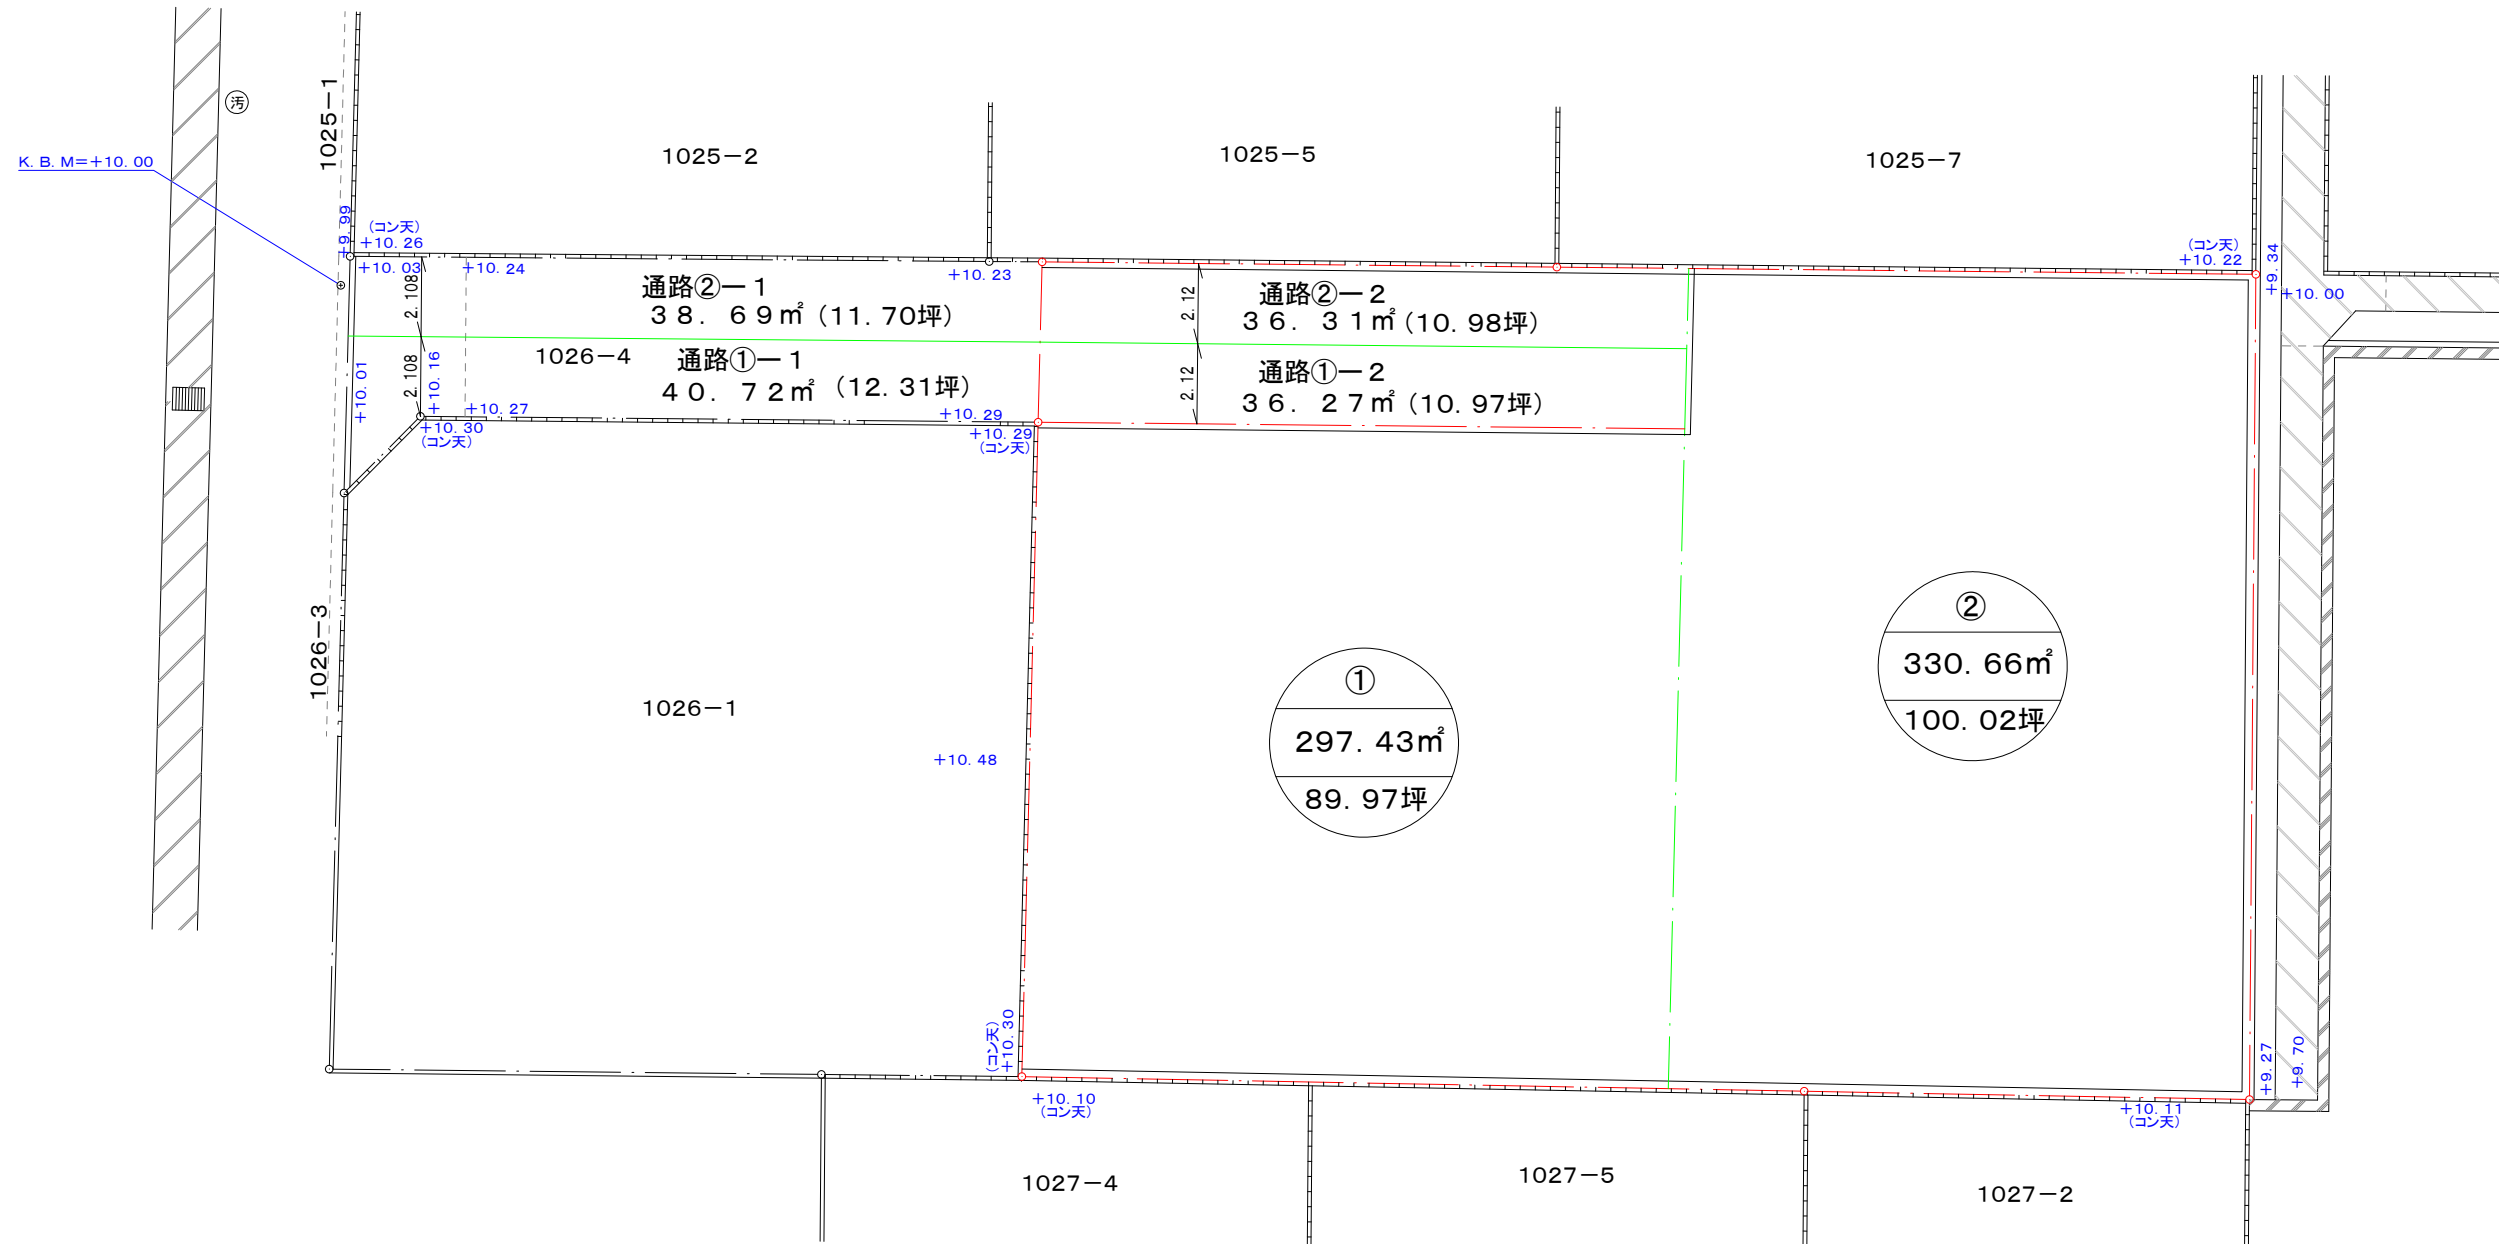 汚
1025-1
K.B.M=+10.00
1025-2
1025-5
1025-7
+9.99
(コン天)
+10.26
+10.03
+10.24
+10.23
(コン天)
+10.22
+9.34
+10.00
2.108
通路②ー1
38.69㎡(11.70坪)
2.12
通路②ー2
36.31㎡(10.98坪)
+10.01
2.108
+10.16
1026-4
通路①ー1
40.72㎡(12.31坪)
2.12
通路①ー2
36.27㎡(10.97坪)
+10.27
+10.29
+10.30
(コン天)
+10.29
(コン天)
1026-3
1026-1
+10.48
①
297.43㎡
89.97坪
②
330.66㎡
100.02坪
(コン天)
+10.30
+10.10
(コン天)
+10.11
(コン天)
+9.27
+9.70
1027-4
1027-5
1027-2